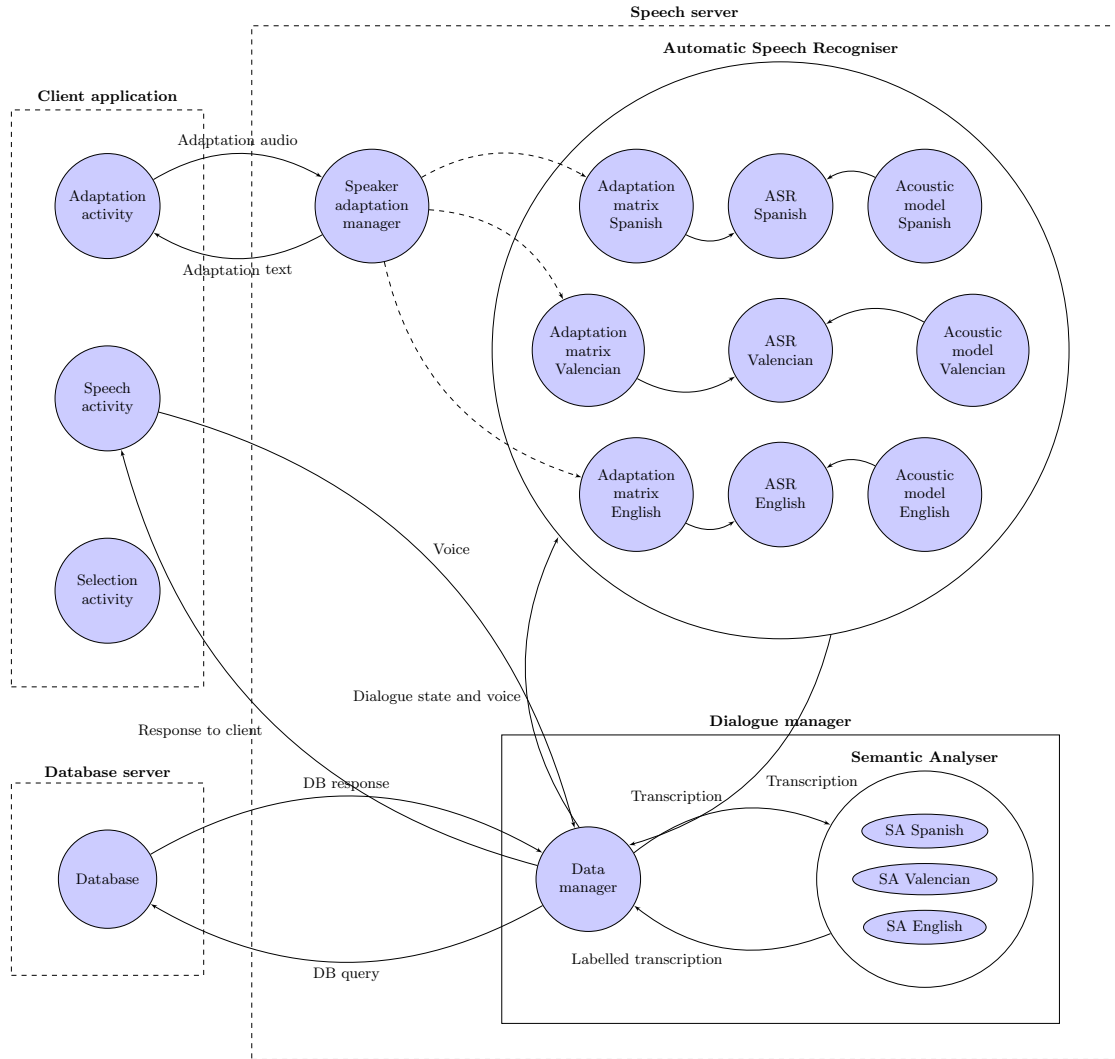 Speech server
Automatic Speech Recogniser
Client application
Adaptation audio
Adaptation
activity
Speaker
adaptation
manager
Adaptation
matrix
Spanish
ASR
Spanish
Acoustic
model
Spanish
Adaptation text
Adaptation
matrix
Valencian
ASR
Valencian
Acoustic
model
Valencian
Speech
activity
Adaptation
matrix
English
ASR
English
Acoustic
model
English
Voice
Selection
activity
Dialogue state and voice
Response to client
Dialogue manager
Semantic Analyser
Database server
DB response
Transcription
Transcription
SA Spanish
Database
Data
manager
SA Valencian
SA English
Labelled transcription
DB query